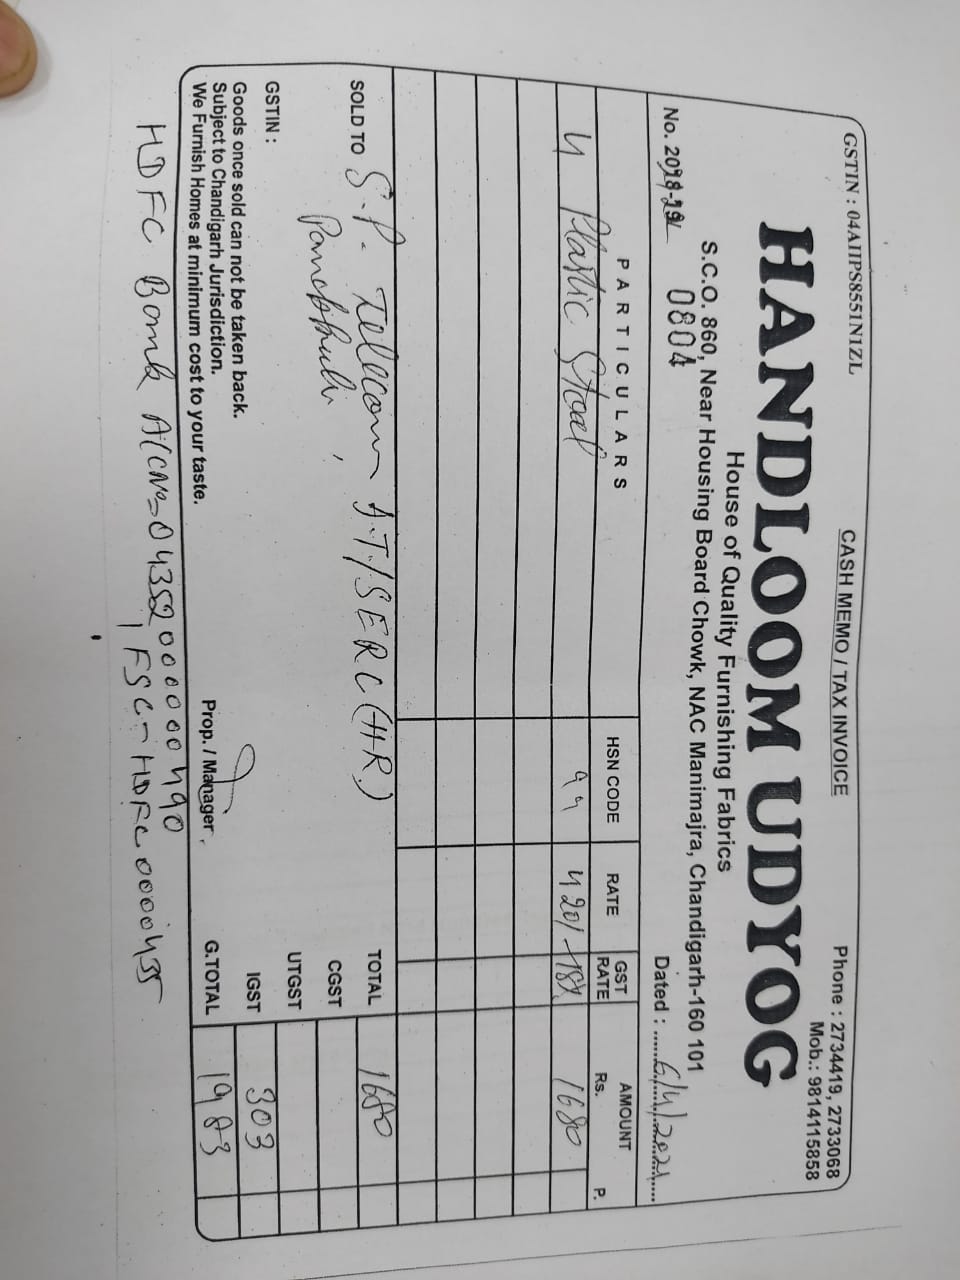 GSTIN : 04AIIPS8551N1ZL
CASH MEMO / TAX INVOICE
Phone : 2734419, 2733068
Mob.: 9814115858
HANDLOOM UDYOG
House of Quality Furnishing Fabrics
S.C.O. 860, Near Housing Board Chowk, NAC Manimajra, Chandigarh-160 101
No. 0804
Dated : 6/4/2021
PARTICULARS HSN CODE RATE GST RATE AMOUNT Rs. P.
4 Plastic Stool 99 420/- 18% 1680
SOLD TO S.P. Telecom A.T/SERC(HR)
Panchkula
TOTAL 1680
CGST
UTGST
IGST 303
G.TOTAL 1983
GSTIN :
Goods once sold can not be taken back.
Subject to Chandigarh Jurisdiction.
We Furnish Homes at minimum cost to your taste.
Prop. / Manager
HDFC Bank A/C No= 04352000000490
IFSC- HDFC0000435